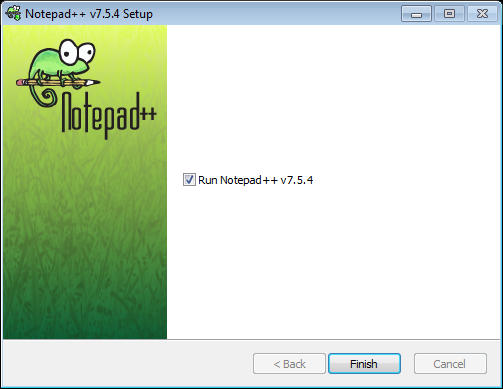 Notepad++ v7.5.4 Setup
Notepad++
Run Notepad++ v7.5.4
< Back
Finish
Cancel